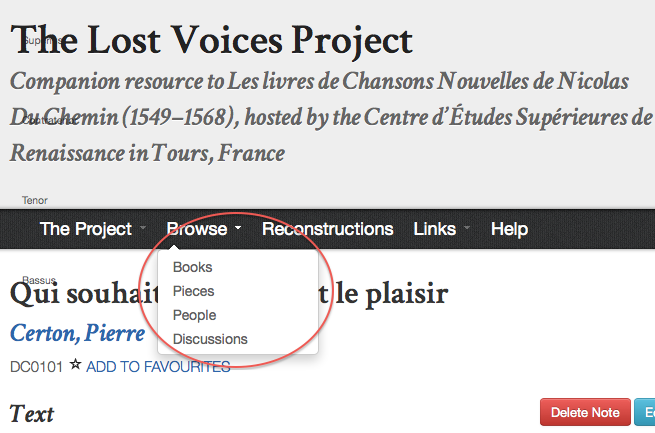 The Lost Voices Project
Superius
Companion resource to Les livres de Chansons Nouvelles de Nicolas
Du Chemin (1549–1568), hosted by the Centre d'Études Supérieures de
Contratenor
Renaissance in Tours, France
Tenor
The Project Browse Reconstructions Links Help
Books
Bassus
Pieces
Qui souhait t le plaisir
People
Certon, Pierre
Discussions
DC0101 ☆ ADD TO FAVOURITES
Text
Delete Note